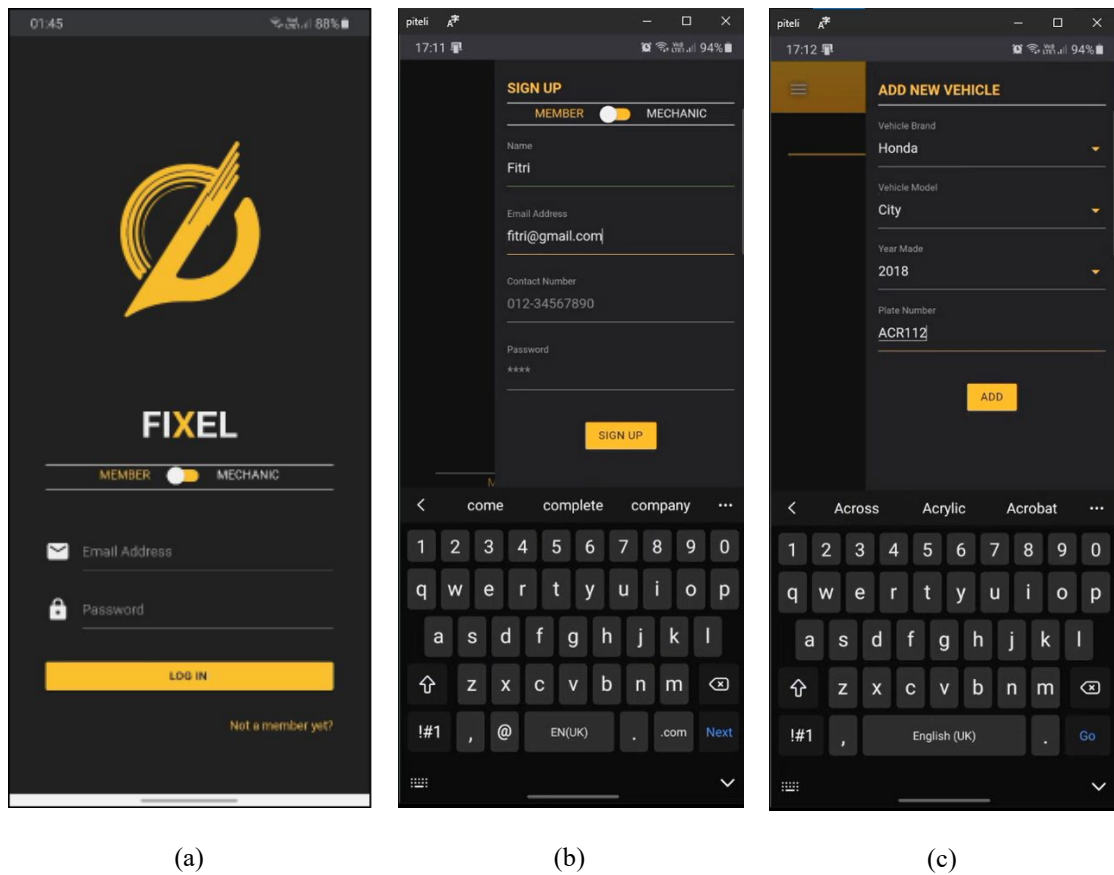 01:45
88%
FIXEL
MEMBER MECHANIC
Email Address
Password
LOG IN
Not a member yet?
(a)
piteli
17:11 94%
SIGN UP
MEMBER MECHANIC
Name
Fitri
Email Address
fitri@gmail.com
Contact Number
012-34567890
Password
****
SIGN UP
M
come complete company ...
1 2 3 4 5 6 7 8 9 0
q w e r t y u i o p
a s d f g h j k l
z x c v b n m
!#1 , @ EN(UK) . .com Next
(b)
piteli
17:12 94%
ADD NEW VEHICLE
Vehicle Brand
Honda
Vehicle Model
City
Year Made
2018
Plate Number
ACR112
ADD
Across Acrylic Acrobat ...
1 2 3 4 5 6 7 8 9 0
q w e r t y u i o p
a s d f g h j k l
z x c v b n m
!#1 , English (UK) . Go
(c)